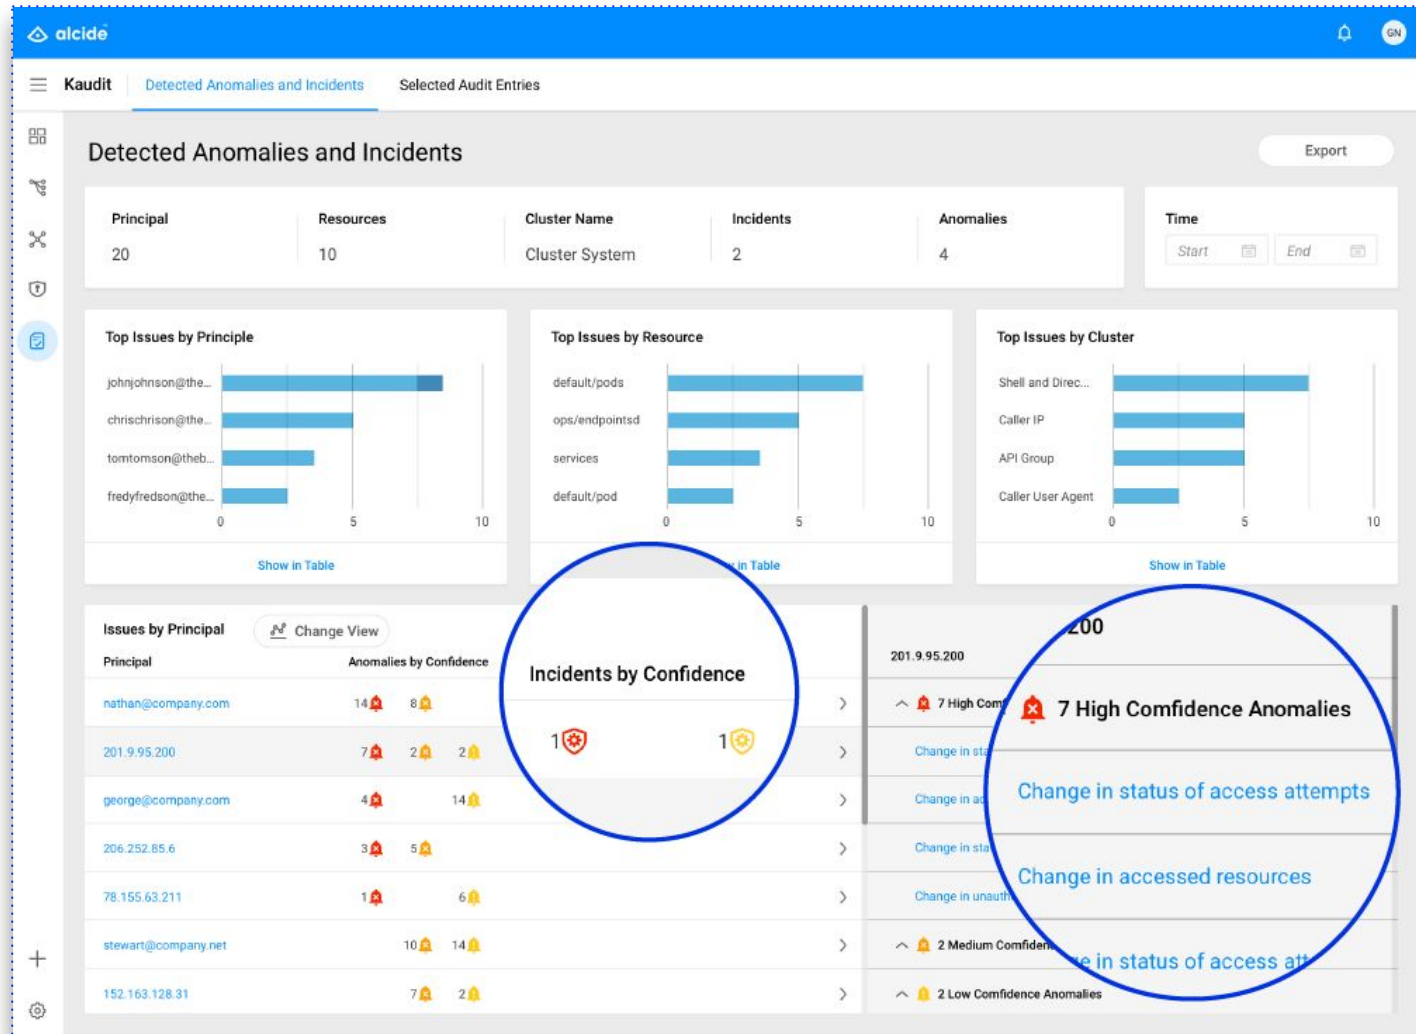 alcide
GN
Kaudit
Detected Anomalies and Incidents
Selected Audit Entries
Detected Anomalies and Incidents
Export
Principal
20
Resources
10
Cluster Name
Cluster System
Incidents
2
Anomalies
4
Time
Start
End
Top Issues by Principle
johnjohnson@the...
chrischrison@the...
tomtomson@theb...
fredyfredson@the...
0 5 10
Show in Table
Top Issues by Resource
default/pods
ops/endpointsd
services
default/pod
0 5 10
in Table
Top Issues by Cluster
Shell and Direc...
Caller IP
API Group
Caller User Agent
0 5 10
Show in Table
Issues by Principal
Change View
Principal
Anomalies by Confidence
nathan@company.com 14 8
201.9.95.200 7 2 2
george@company.com 4 14
206.252.85.6 3 5
78.155.63.211 1 6
stewart@company.net 10 14
152.163.128.31 7 2
Incidents by Confidence
1 1
201.9.95.200
7 High Comf
Change in sta
Change in ac
Change in sta
Change in unauth
2 Medium Comfiden
2 Low Comfidence Anomalies
.200
7 High Comfidence Anomalies
Change in status of access attempts
Change in accessed resources
ge in status of access att